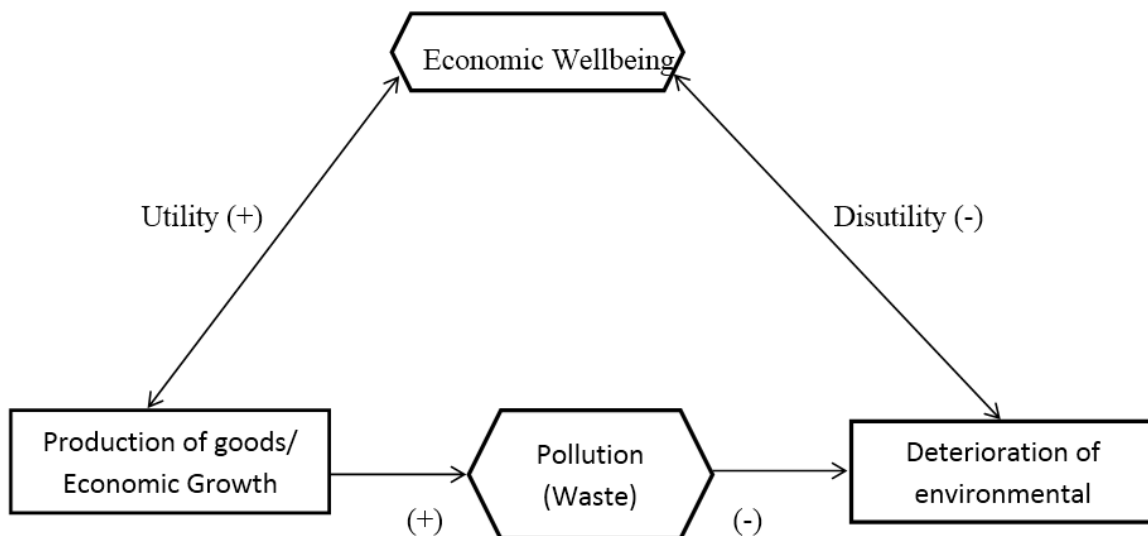 Economic Wellbeing
Utility (+)
Disutility (-)
Production of goods/
Economic Growth
Pollution
(Waste)
Deterioration of
environmental
(+)
(-)